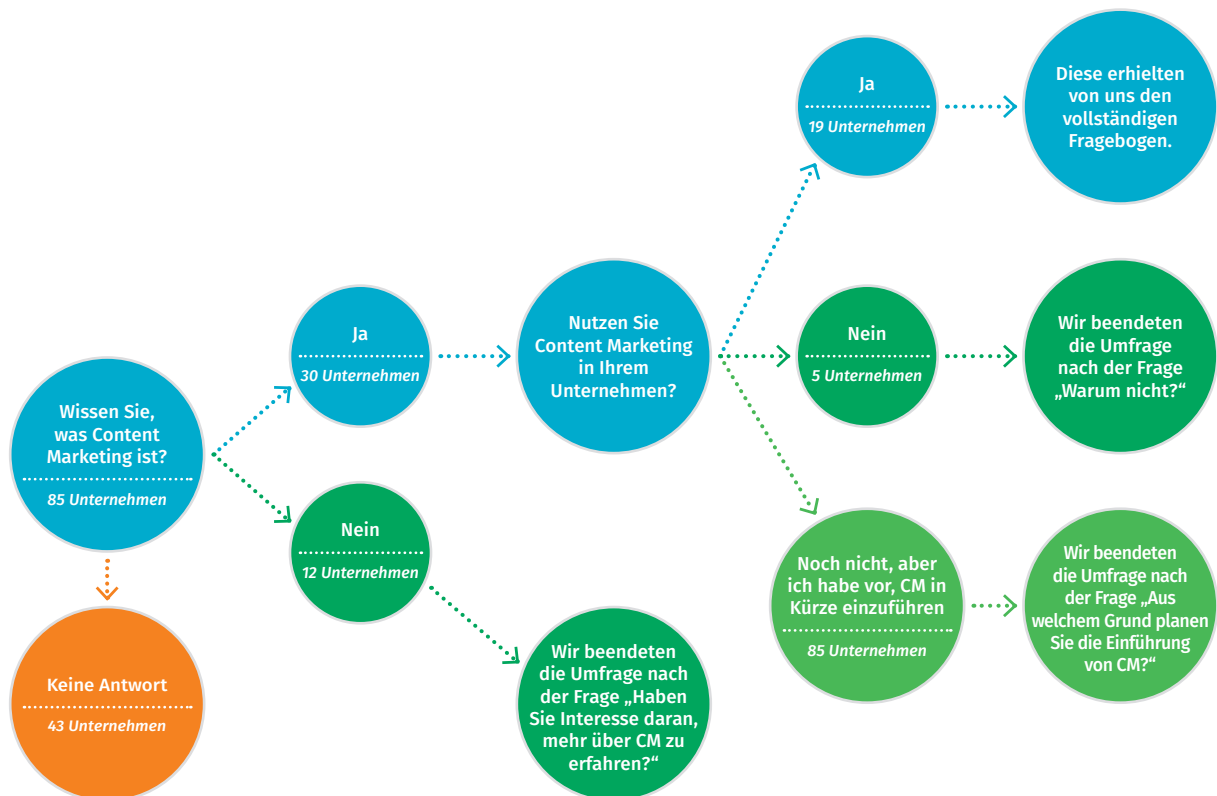 Wissen Sie,
was Content
Marketing ist?
85 Unternehmen
Keine Antwort
43 Unternehmen
Ja
30 Unternehmen
Nein
12 Unternehmen
Nutzen Sie
Content Marketing
in Ihrem
Unternehmen?
Wir beendeten
die Umfrage nach
der Frage „Haben
Sie Interesse daran,
mehr über CM zu
erfahren?“
Ja
19 Unternehmen
Diese erhielten
von uns den
vollständigen
Fragebogen.
Nein
5 Unternehmen
Wir beendeten
die Umfrage
nach der Frage
„Warum nicht?“
Noch nicht, aber
ich habe vor, CM in
Kürze einzuführen
85 Unternehmen
Wir beendeten
die Umfrage nach
der Frage „Aus
welchem Grund planen
Sie die Einführung
von CM?“